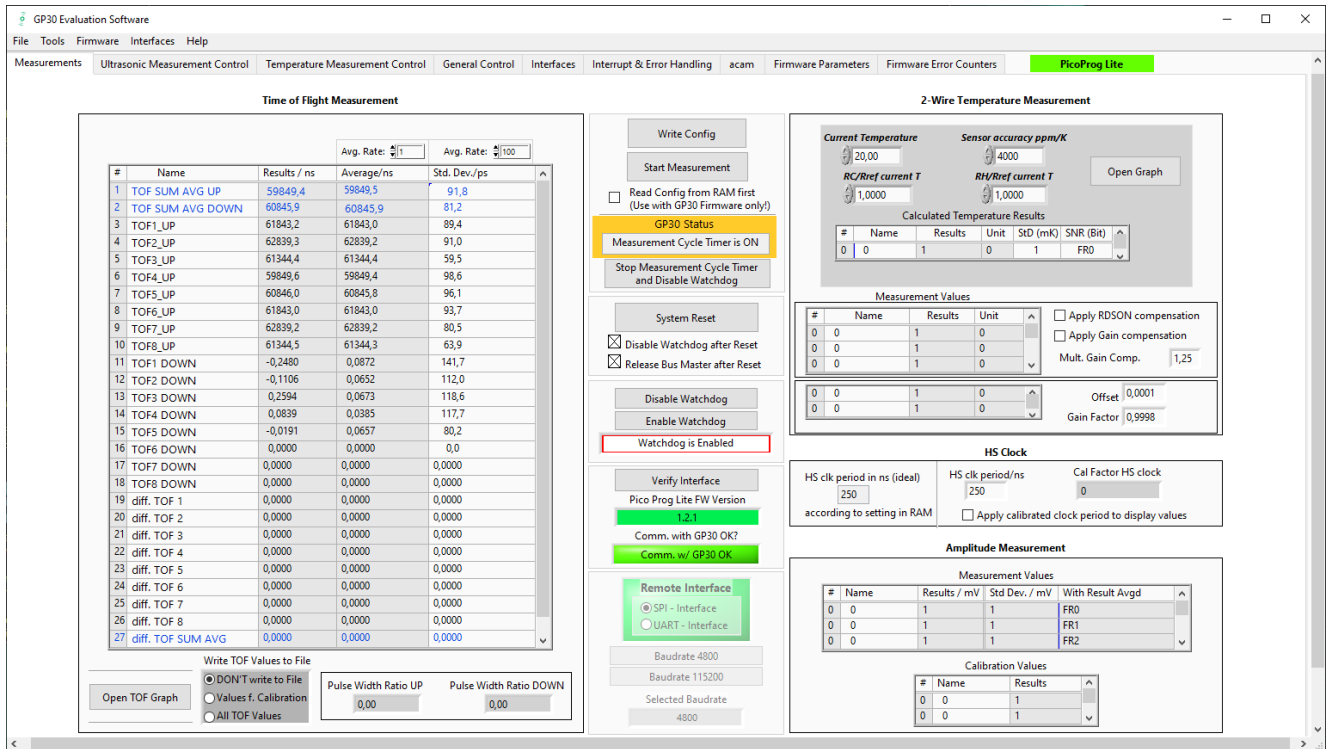 GP30 Evaluation Software
File Tools Firmware Interfaces Help
Measurements Ultrasonic Measurement Control Temperature Measurement Control General Control Interfaces Interrupt & Error Handling acam Firmware Parameters Firmware Error Counters PicoProg Lite
Time of Flight Measurement
Avg. Rate: 1 Avg. Rate: 100
# Name Results / ns Average/ns Std. Dev./ps
1 TOF SUM AVG UP 59849,4 59849,5 91,8
2 TOF SUM AVG DOWN 60845,9 60845,9 81,2
3 TOF1_UP 61843,2 61843,0 89,4
4 TOF2_UP 62839,3 62839,2 91,0
5 TOF3_UP 61344,4 61344,4 59,5
6 TOF4_UP 59849,6 59849,4 98,6
7 TOF5_UP 60846,0 60845,8 96,1
8 TOF6_UP 61843,0 61843,0 93,7
9 TOF7_UP 62839,2 62839,2 80,5
10 TOF8_UP 61344,5 61344,3 63,9
11 TOF1 DOWN -0,2480 0,0872 141,7
12 TOF2 DOWN -0,1106 0,0652 112,0
13 TOF3 DOWN 0,2594 0,0673 118,6
14 TOF4 DOWN 0,0839 0,0385 117,7
15 TOF5 DOWN -0,0191 0,0657 80,2
16 TOF6 DOWN 0,0000 0,0000 0,0
17 TOF7 DOWN 0,0000 0,0000 0,0000
18 TOF8 DOWN 0,0000 0,0000 0,0000
19 diff. TOF 1 0,0000 0,0000 0,0000
20 diff. TOF 2 0,0000 0,0000 0,0000
21 diff. TOF 3 0,0000 0,0000 0,0000
22 diff. TOF 4 0,0000 0,0000 0,0000
23 diff. TOF 5 0,0000 0,0000 0,0000
24 diff. TOF 6 0,0000 0,0000 0,0000
25 diff. TOF 7 0,0000 0,0000 0,0000
26 diff. TOF 8 0,0000 0,0000 0,0000
27 diff. TOF SUM AVG 0,0000 0,0000 0,0000
Write TOF Values to File
Open TOF Graph
DON'T write to File
Values f. Calibration
All TOF Values
Pulse Width Ratio UP Pulse Width Ratio DOWN
0,00 0,00
Write Config
Start Measurement
Read Config from RAM first
(Use with GP30 Firmware only!)
GP30 Status
Measurement Cycle Timer is ON
Stop Measurement Cycle Timer
and Disable Watchdog
System Reset
Disable Watchdog after Reset
Release Bus Master after Reset
Disable Watchdog
Enable Watchdog
Watchdog is Enabled
Verify Interface
Pico Prog Lite FW Version
1.2.1
Comm. with GP30 OK?
Comm. w/ GP30 OK
Remote Interface
SPI - Interface
UART - Interface
Baudrate 4800
Baudrate 115200
Selected Baudrate
4800
2-Wire Temperature Measurement
Current Temperature Sensor accuracy ppm/K
20,00 4000
Open Graph
RC/Rref current T RH/Rref current T
1,0000 1,0000
Calculated Temperature Results
# Name Results Unit StD (mK) SNR (Bit)
0 0 1 0 1 FR0
Measurement Values
# Name Results Unit
0 0 1 0
0 0 1 0
0 0 1 0
Apply RDSON compensation
Apply Gain compensation
Mult. Gain Comp. 1,25
0 0 1 0
0 0 1 0
Offset 0,0001
Gain Factor 0,9998
HS Clock
HS clk period in ns (ideal)
250
according to setting in RAM
HS clk period/ns
250
Cal Factor HS clock
0
Apply calibrated clock period to display values
Amplitude Measurement
Measurement Values
# Name Results / mV Std Dev. / mV With Result Avgd
0 0 1 1 FR0
0 0 1 1 FR1
0 0 1 1 FR2
Calibration Values
# Name Results
0 0 1
0 0 1